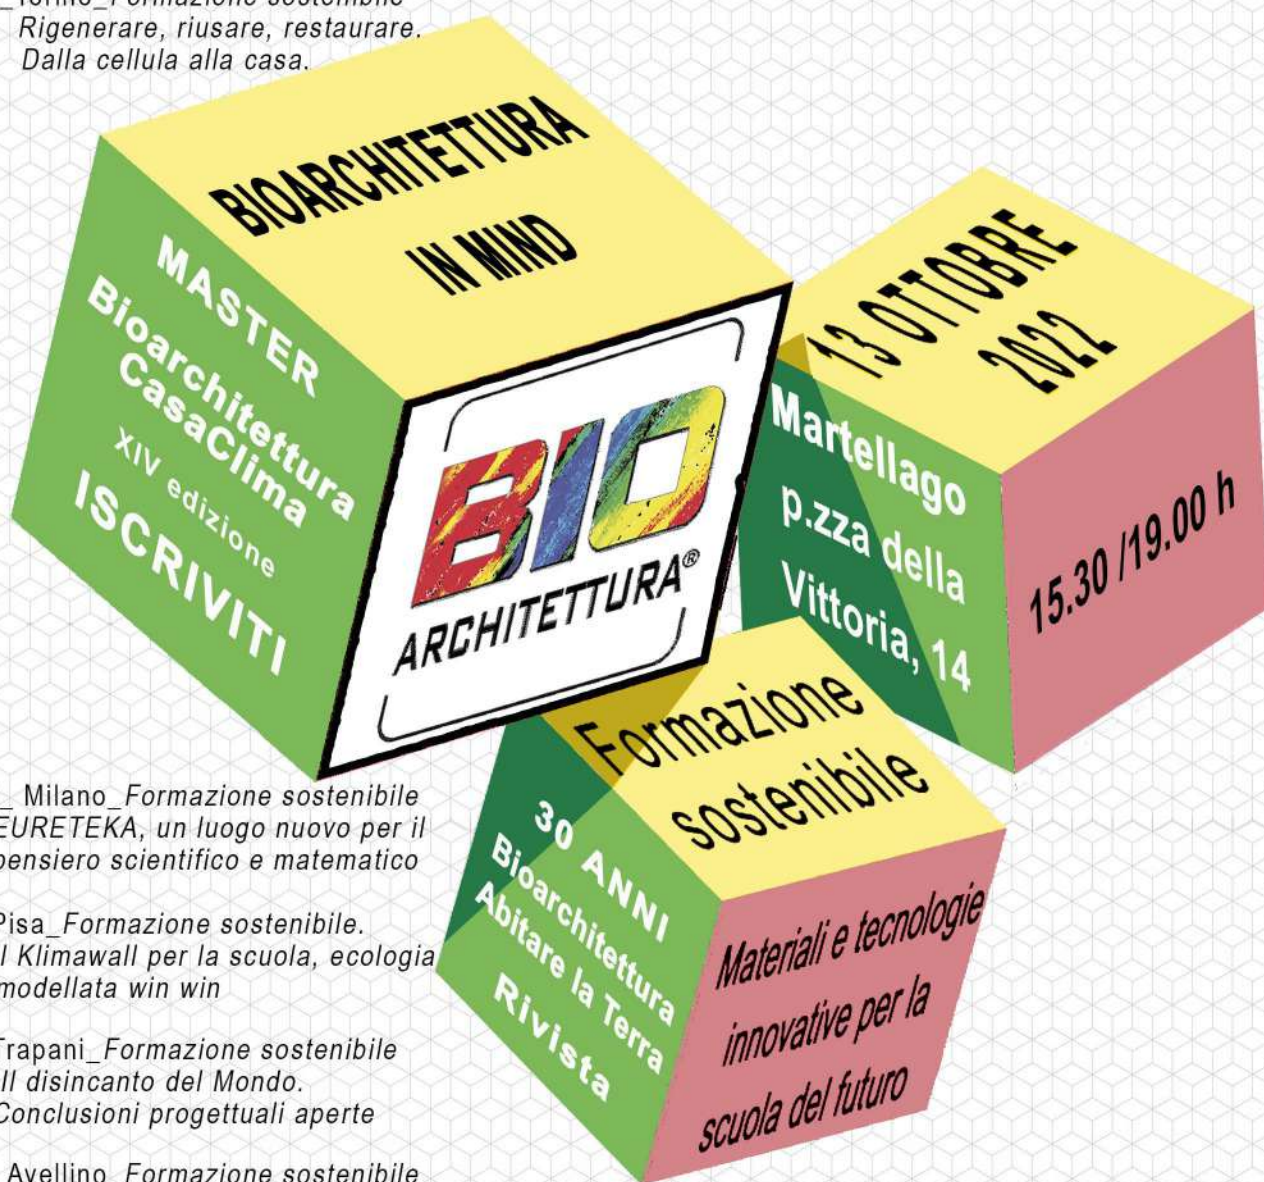 _Torino_Formazione sostenibile
Rigenerare, riusare, restaurare.
Dalla cellula alla casa.
BIOARCHITETTURA
IN MIND
MASTER
Bioarchitettura
CasaClima
XIV edizione
ISCRIVITI
BIO
ARCHITETTURA®
13 OTTOBRE
2022
Martellago
p.zza della
Vittoria, 14
15.30 /19.00 h
Formazione
sostenibile
30 ANNI
Bioarchitettura
Abitare la Terra
Rivista
Materiali e tecnologie
innovative per la
scuola del futuro
_ Milano_Formazione sostenibile
EURETEKA, un luogo nuovo per il
pensiero scientifico e matematico
Pisa_Formazione sostenibile.
Il Klimawall per la scuola, ecologia
modellata win win
Trapani_Formazione sostenibile
Il disincanto del Mondo.
Conclusioni progettuali aperte
Avellino_Formazione sostenibile